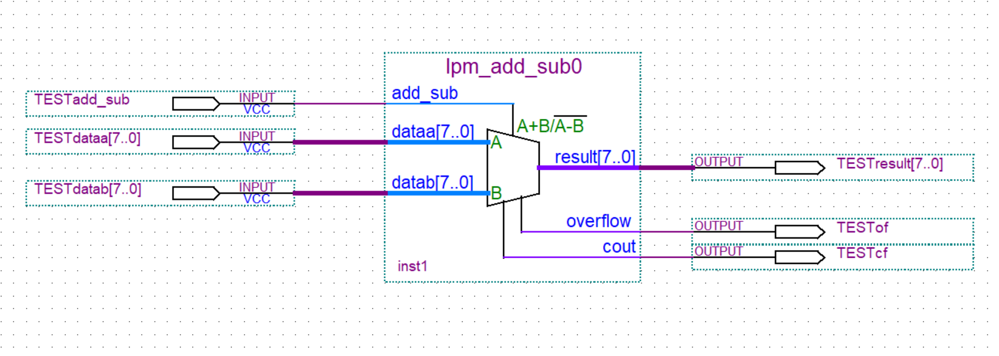 lpm_add_sub0
TESTadd_sub
INPUT
VCC
add_sub
A+B/A-B
TESTdataa[7..0]
INPUT
VCC
dataa[7..0]
A
result[7..0]
OUTPUT
TESTresult[7..0]
TESTdatab[7..0]
INPUT
VCC
datab[7..0]
B
overflow
OUTPUT
TESTof
cout
OUTPUT
TESTcf
inst1